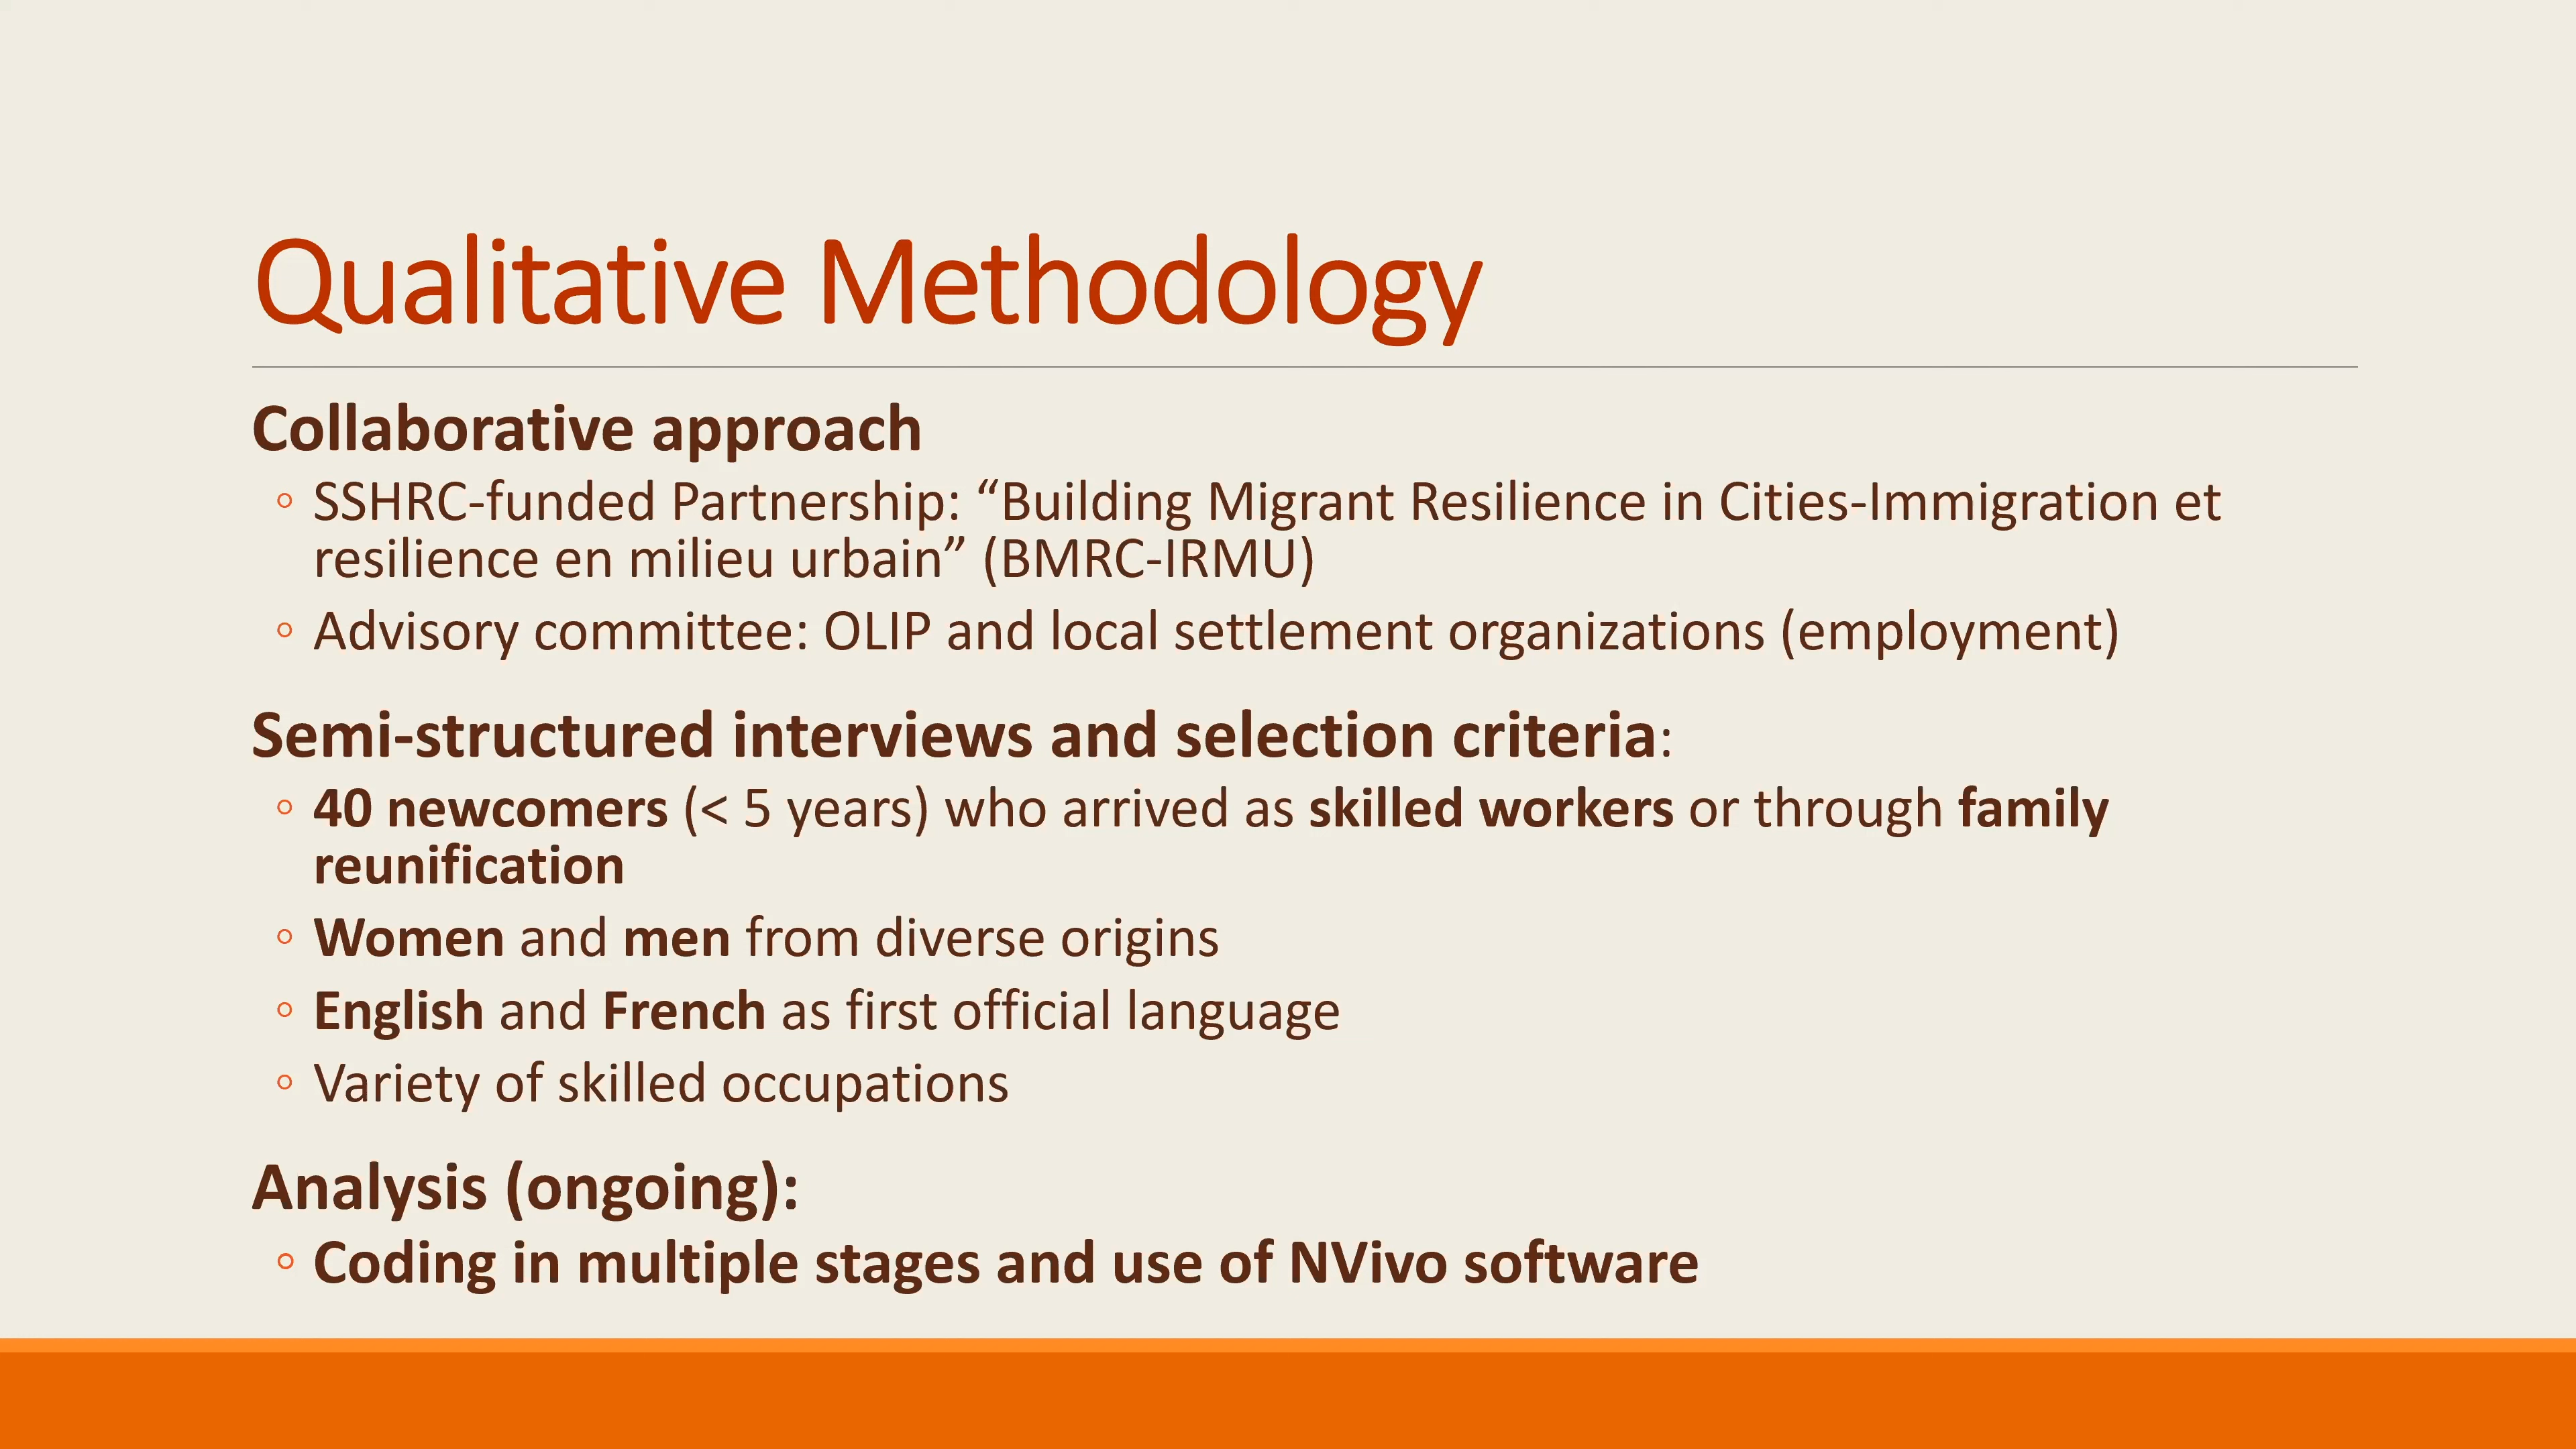 Qualitative Methodology
Collaborative approach
◦ SSHRC-funded Partnership: “Building Migrant Resilience in Cities-Immigration et
resilience en milieu urbain” (BMRC-IRMU)
◦ Advisory committee: OLIP and local settlement organizations (employment)
Semi-structured interviews and selection criteria:
◦ 40 newcomers (< 5 years) who arrived as skilled workers or through family
reunification
◦ Women and men from diverse origins
◦ English and French as first official language
◦ Variety of skilled occupations
Analysis (ongoing):
◦ Coding in multiple stages and use of NVivo software